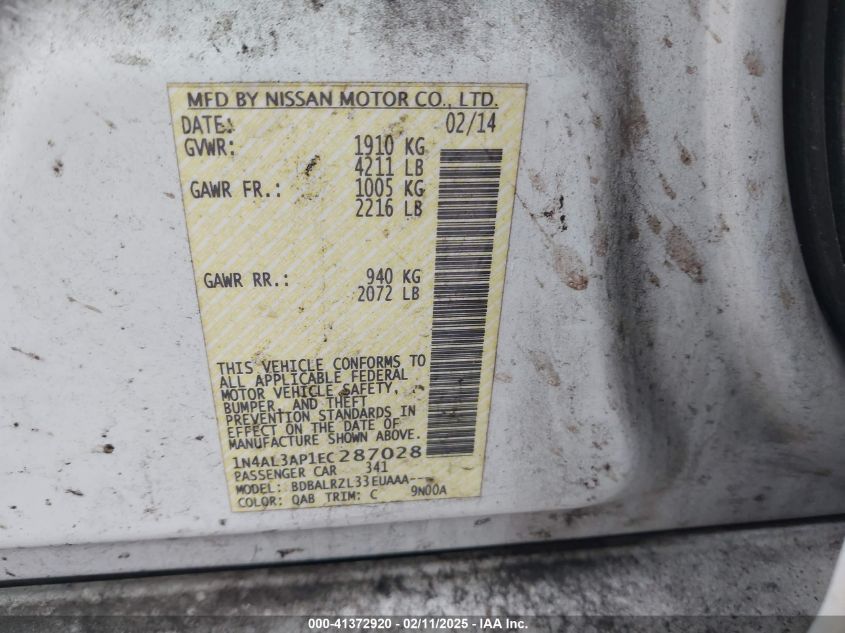 MFD BY NISSAN MOTOR CO., LTD.
DATE: 02/14
GVWR: 1910 KG
4211 LB
GAWR FR.: 1005 KG
2216 LB
GAWR RR.: 940 KG
2072 LB
THIS VEHICLE CONFORMS TO
ALL APPLICABLE FEDERAL
MOTOR VEHICLE SAFETY,
BUMPER, AND THEFT
PREVENTION STANDARDS IN
EFFECT ON THE DATE OF
MANUFACTURE SHOWN ABOVE.
1N4AL3AP1EC287028
PASSENGER CAR 341
MODEL: BDBALRZL33EUAAA---
COLOR: QAB TRIM: C 9N00A
000-41372920 - 02/11/2025 - IAA Inc.